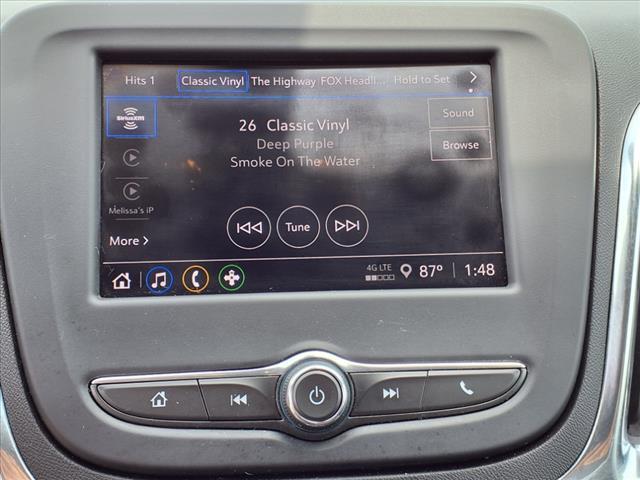 Hits 1 Classic Vinyl The Highway FOX Headli... Hold to Set
SiriusXM
26 Classic Vinyl
Deep Purple
Smoke On The Water
Sound
Browse
Melissa's iP
More
Tune
4G LTE
87° 1:48